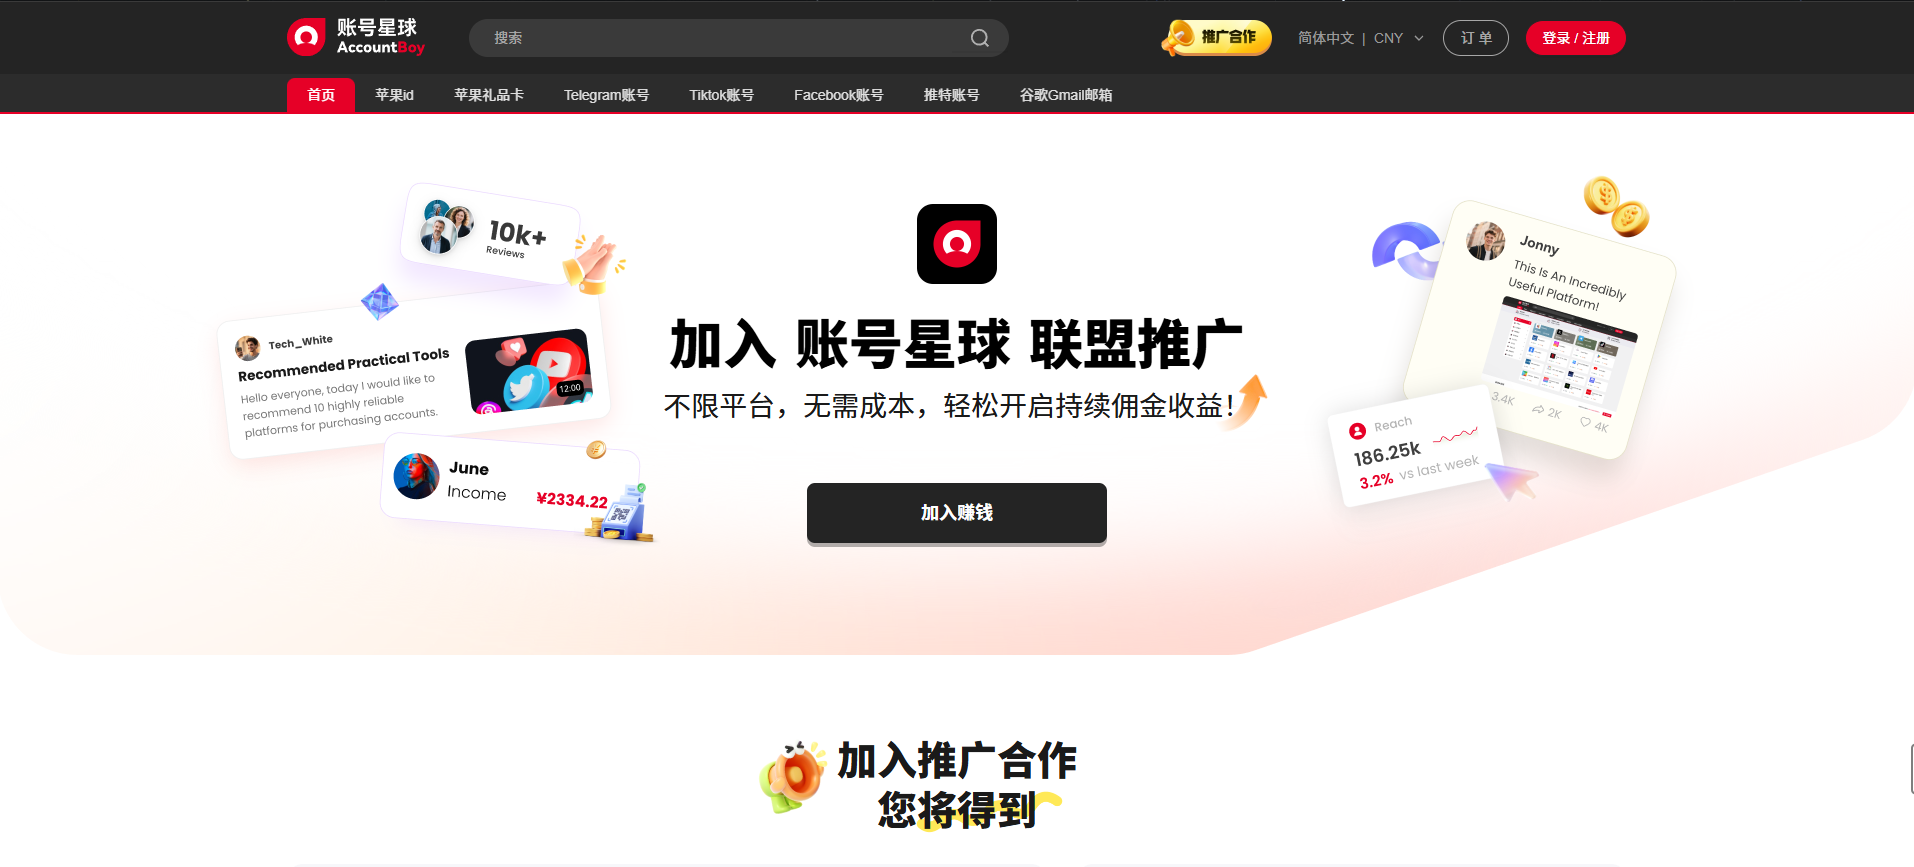 账号星球
AccountBoy
搜索
推广合作
简体中文 | CNY
订 单
登录 / 注册
首页
苹果id
苹果礼品卡
Telegram账号
Tiktok账号
Facebook账号
推特账号
谷歌Gmail邮箱
10k+
Reviews
Tech_White
Recommended Practical Tools
Hello everyone, today I would like to
recommend 10 highly reliable
platforms for purchasing accounts.
12:00
June
Income
¥2334.22
加入 账号星球 联盟推广
不限平台，无需成本，轻松开启持续佣金收益！
加入赚钱
Jonny
This Is An Incredibly
Useful Platform!
3.4K
2K
4K
Reach
186.25k
3.2% vs last week
加入推广合作
您将得到